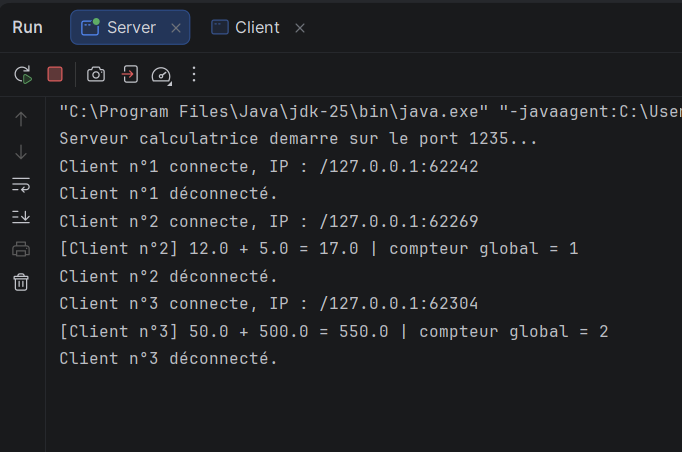 Run Server Client
"C:\Program Files\Java\jdk-25\bin\java.exe" "-javaagent:C:\User
Serveur calculatrice demarre sur le port 1235...
Client n°1 connecte, IP : /127.0.0.1:62242
Client n°1 déconnecté.
Client n°2 connecte, IP : /127.0.0.1:62269
[Client n°2] 12.0 + 5.0 = 17.0 | compteur global = 1
Client n°2 déconnecté.
Client n°3 connecte, IP : /127.0.0.1:62304
[Client n°3] 50.0 + 500.0 = 550.0 | compteur global = 2
Client n°3 déconnecté.